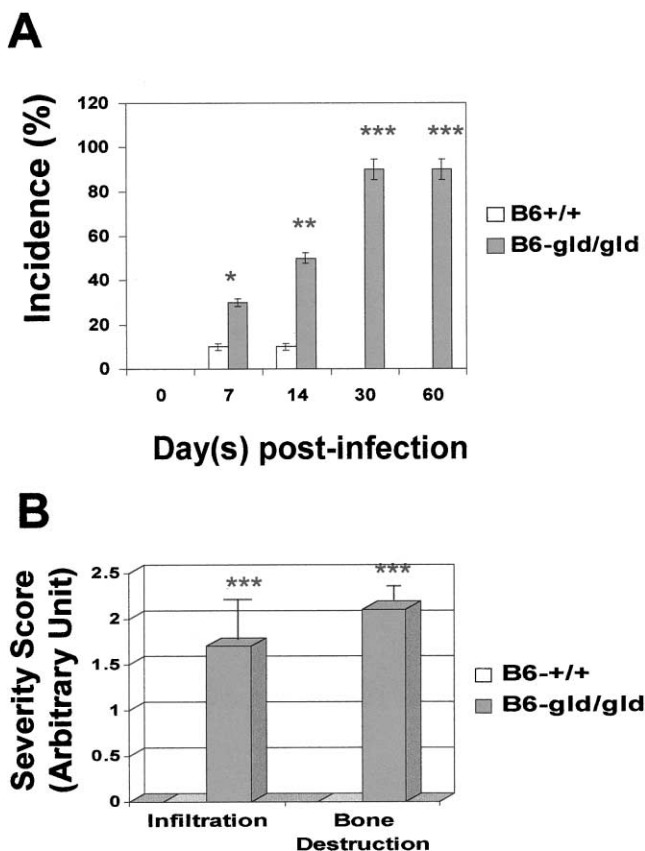 A
Incidence (%)
120
100
80
60
40
20
0
*
**
***
***
0 7 14 30 60
Day(s) post-infection
B6+/+
B6-gld/gld
B
Severity Score
(Arbitrary Unit)
2.5
2
1.5
1
0.5
0
***
***
Infiltration
Bone
Destruction
B6-+/+
B6-gld/gld